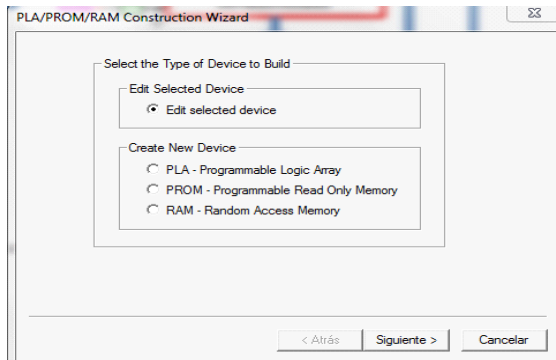 PLA/PROM/RAM Construction Wizard
Select the Type of Device to Build
Edit Selected Device
Edit selected device
Create New Device
PLA - Programmable Logic Array
PROM - Programmable Read Only Memory
RAM - Random Access Memory
< Atrás Siguiente > Cancelar